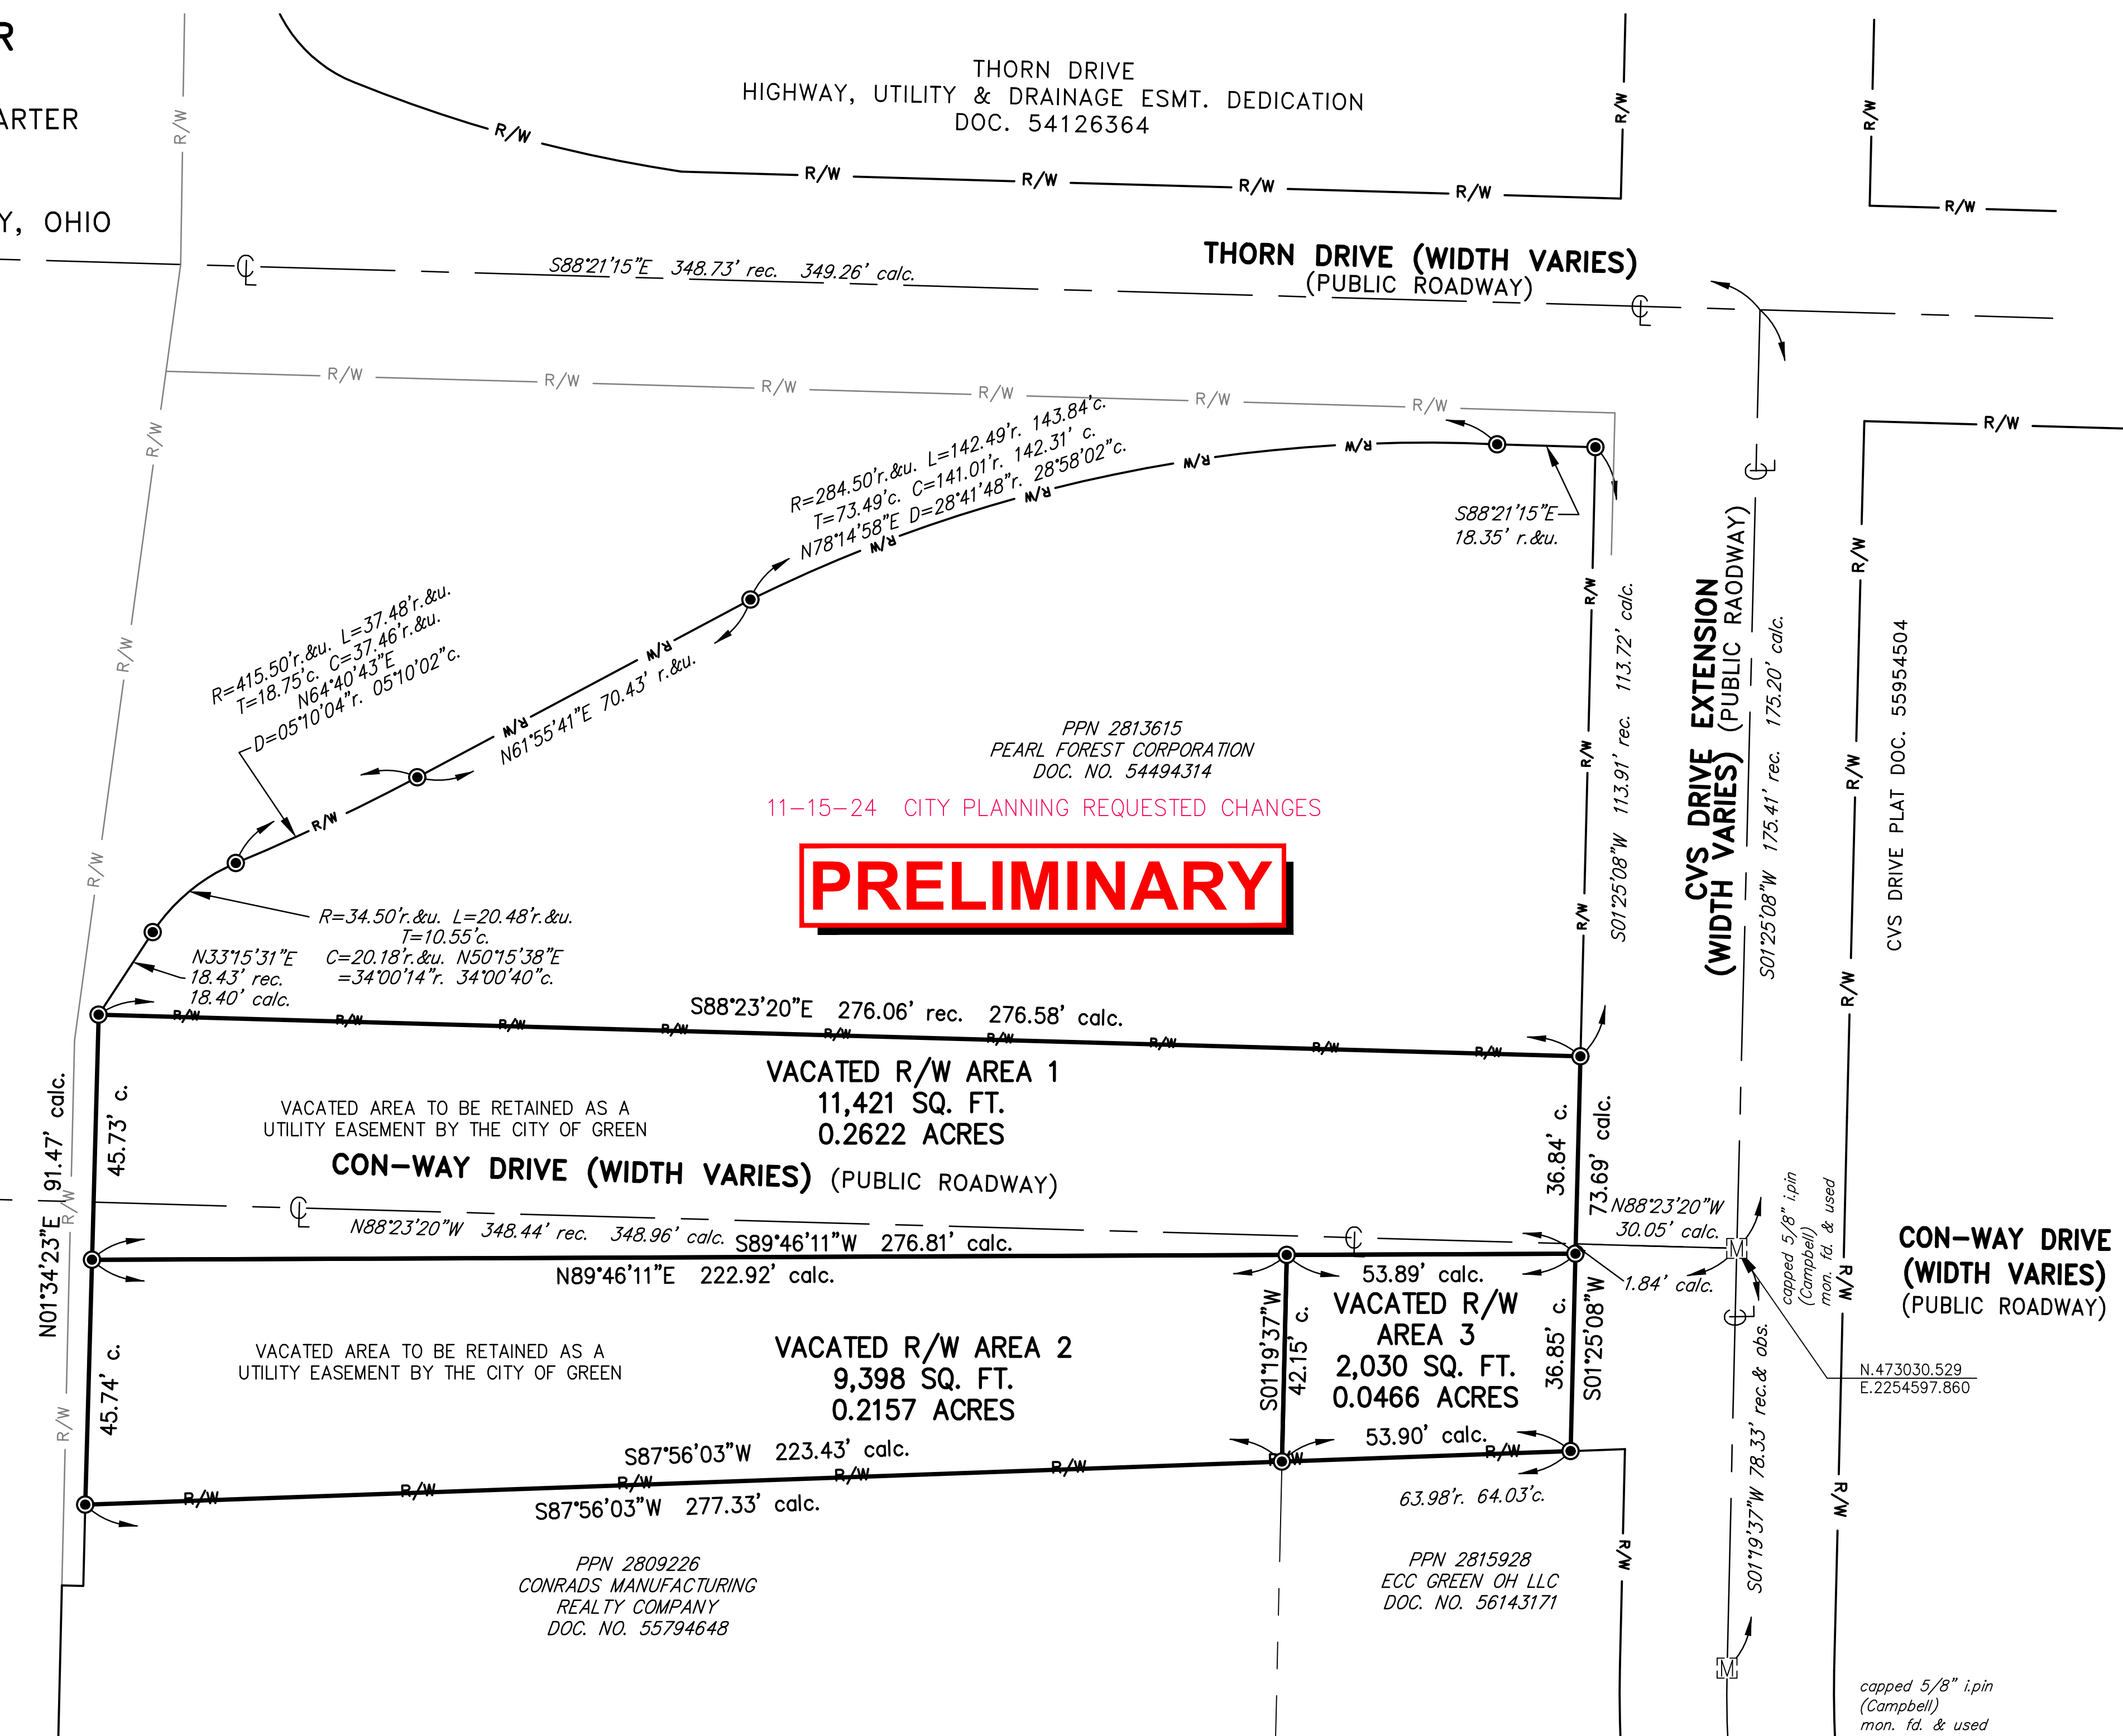 R
ARTER
Y, OHIO
THORN DRIVE
HIGHWAY, UTILITY & DRAINAGE ESMT. DEDICATION
DOC. 54126364
R/W
R/W
R/W
R/W
R/W
R/W
R/W
R/W
R/W
THORN DRIVE (WIDTH VARIES)
(PUBLIC ROADWAY)
S88°21'15"E 348.73' rec. 349.26' calc.
R/W
R/W
R/W
R/W
R/W
R/W
R/W
R/W
R=284.50'r.&u. L=142.49'r. 143.84'c.
T=73.49'c. C=141.01'r. 142.31' c.
N78°14'58"E D=28°41'48"r. 28°58'02"c.
R/W
R/W
R/W
R/W
S88°21'15"E
18.35' r.&u.
R=415.50'r.&u. L=37.48'r.&u.
T=18.75'c. C=37.46'r.&u.
N64°40'43"E
D=05°10'04"r. 05°10'02"c.
R/W
R/W
N61°55'41"E 70.43' r.&u.
R/W
R/W
R/W
PPN 2813615
PEARL FOREST CORPORATION
DOC. NO. 54494314
11-15-24 CITY PLANNING REQUESTED CHANGES
PRELIMINARY
R/W
R/W
R/W
S01°25'08"W 113.91' rec. 113.72' calc.
CVS DRIVE EXTENSION
(WIDTH VARIES) (PUBLIC RAODWAY)
S01°25'08"W 175.41' rec. 175.20' calc.
R/W
R/W
R/W
CVS DRIVE PLAT DOC. 55954504
R=34.50'r.&u. L=20.48'r.&u.
T=10.55'c.
C=20.18'r.&u. N50°15'38"E
=34°00'14"r. 34°00'40"c.
N33°15'31"E
18.43' rec.
18.40' calc.
S88°23'20"E 276.06' rec. 276.58' calc.
R/W
R/W
R/W
R/W
R/W
R/W
R/W
R/W
R/W
VACATED R/W AREA 1
11,421 SQ. FT.
0.2622 ACRES
VACATED AREA TO BE RETAINED AS A
UTILITY EASEMENT BY THE CITY OF GREEN
CON-WAY DRIVE (WIDTH VARIES) (PUBLIC ROADWAY)
N01°34'23"E 91.47' calc.
45.73' c.
R/W
36.84' c.
73.69' calc.
N88°23'20"W 348.44' rec. 348.96' calc.
S89°46'11"W 276.81' calc.
N89°46'11"E 222.92' calc.
53.89' calc.
N88°23'20"W
30.05' calc.
M
1.84' calc.
capped 5/8" i.pin
(Campbell)
mon. fd. & used
R/W
CON-WAY DRIVE
(WIDTH VARIES)
(PUBLIC ROADWAY)
N.473030.529
E.2254597.860
VACATED AREA TO BE RETAINED AS A
UTILITY EASEMENT BY THE CITY OF GREEN
VACATED R/W AREA 2
9,398 SQ. FT.
0.2157 ACRES
VACATED R/W
AREA 3
2,030 SQ. FT.
0.0466 ACRES
S01°19'37"W
42.15' c.
36.85' c.
S01°25'08"W
45.74' c.
R/W
S87°56'03"W 223.43' calc.
53.90' calc.
R/W
R/W
R/W
R/W
R/W
R/W
R/W
S87°56'03"W 277.33' calc.
63.98'r. 64.03'c.
S01°19'37"W 78.33' rec.& obs.
R/W
R/W
PPN 2809226
CONRADS MANUFACTURING
REALTY COMPANY
DOC. NO. 55794648
PPN 2815928
ECC GREEN OH LLC
DOC. NO. 56143171
M
capped 5/8" i.pin
(Campbell)
mon. fd. & used